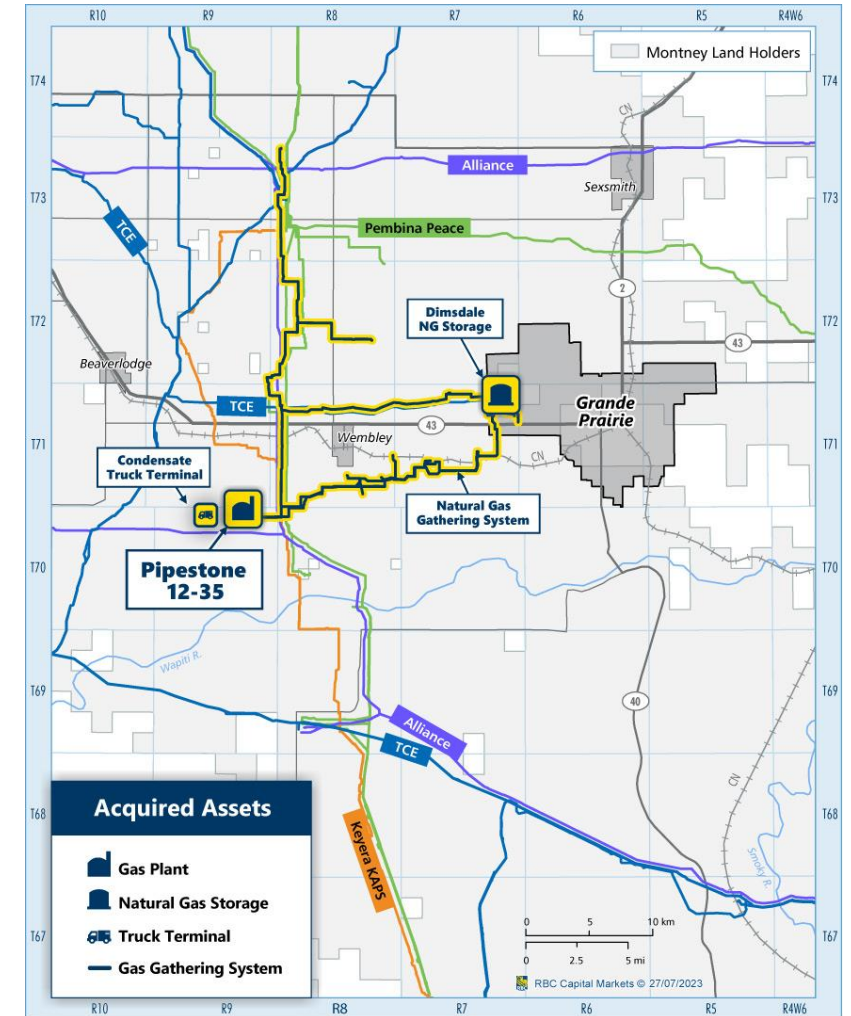 R10
R9
R8
R7
R6
R5
R4W6
Montney Land Holders
T74
T74
CN
Alliance
Sexsmith
T73
T73
TCE
Pembina Peace
2
Dimsdale
NG Storage
T72
T72
43
Beaverlodge
TCE
Grande
Prairie
43
Wembley
T71
T71
CN
Condensate
Truck Terminal
Natural Gas
Gathering System
Pipestone
12-35
T70
T70
Wapiti R.
T69
T69
40
Alliance
TCE
CN
Acquired Assets
Gas Plant
Natural Gas Storage
Truck Terminal
Gas Gathering System
Keyera KAPS
T68
T68
Smoky R.
0 5 10 km
0 2.5 5 mi
T67
T67
RBC Capital Markets © 27/07/2023
R10
R9
R8
R7
R6
R5
R4W6